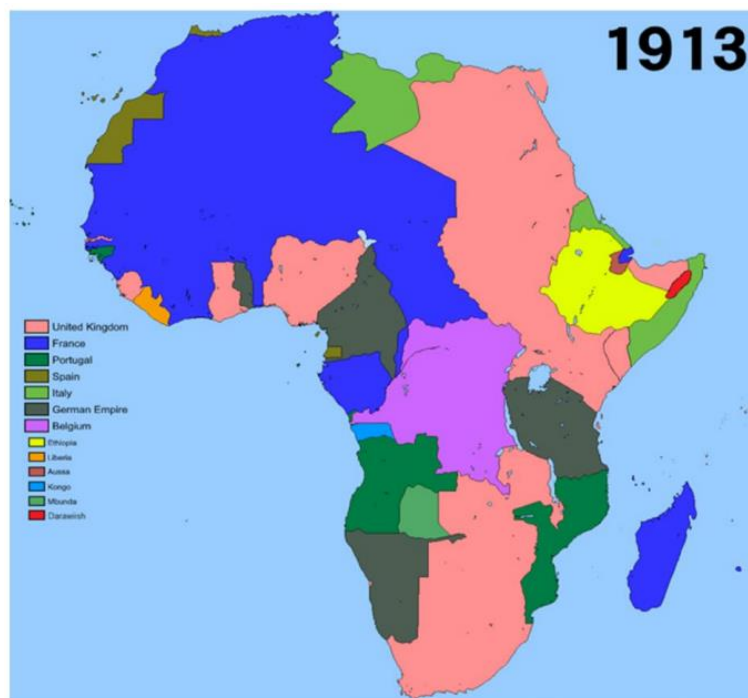 1913
United Kingdom
France
Portugal
Spain
Italy
German Empire
Belgium
Ethiopia
Liberia
Aussa
Kongo
Mbunda
Darawiish